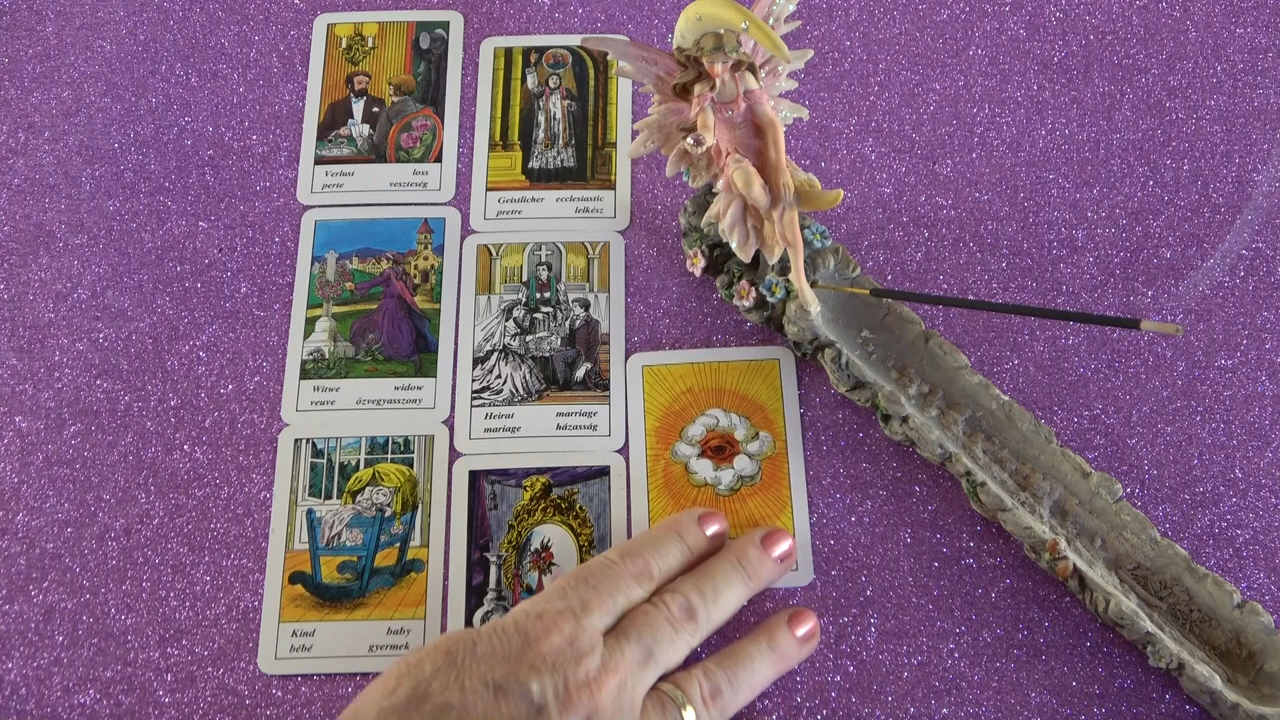 Verlust loss
perte veszteség
Geistlicher ecclesiastic
pretre lelkész
Witwe widow
veuve özvegyasszony
Heirat marriage
mariage házasság
Kind baby
bébé gyermek